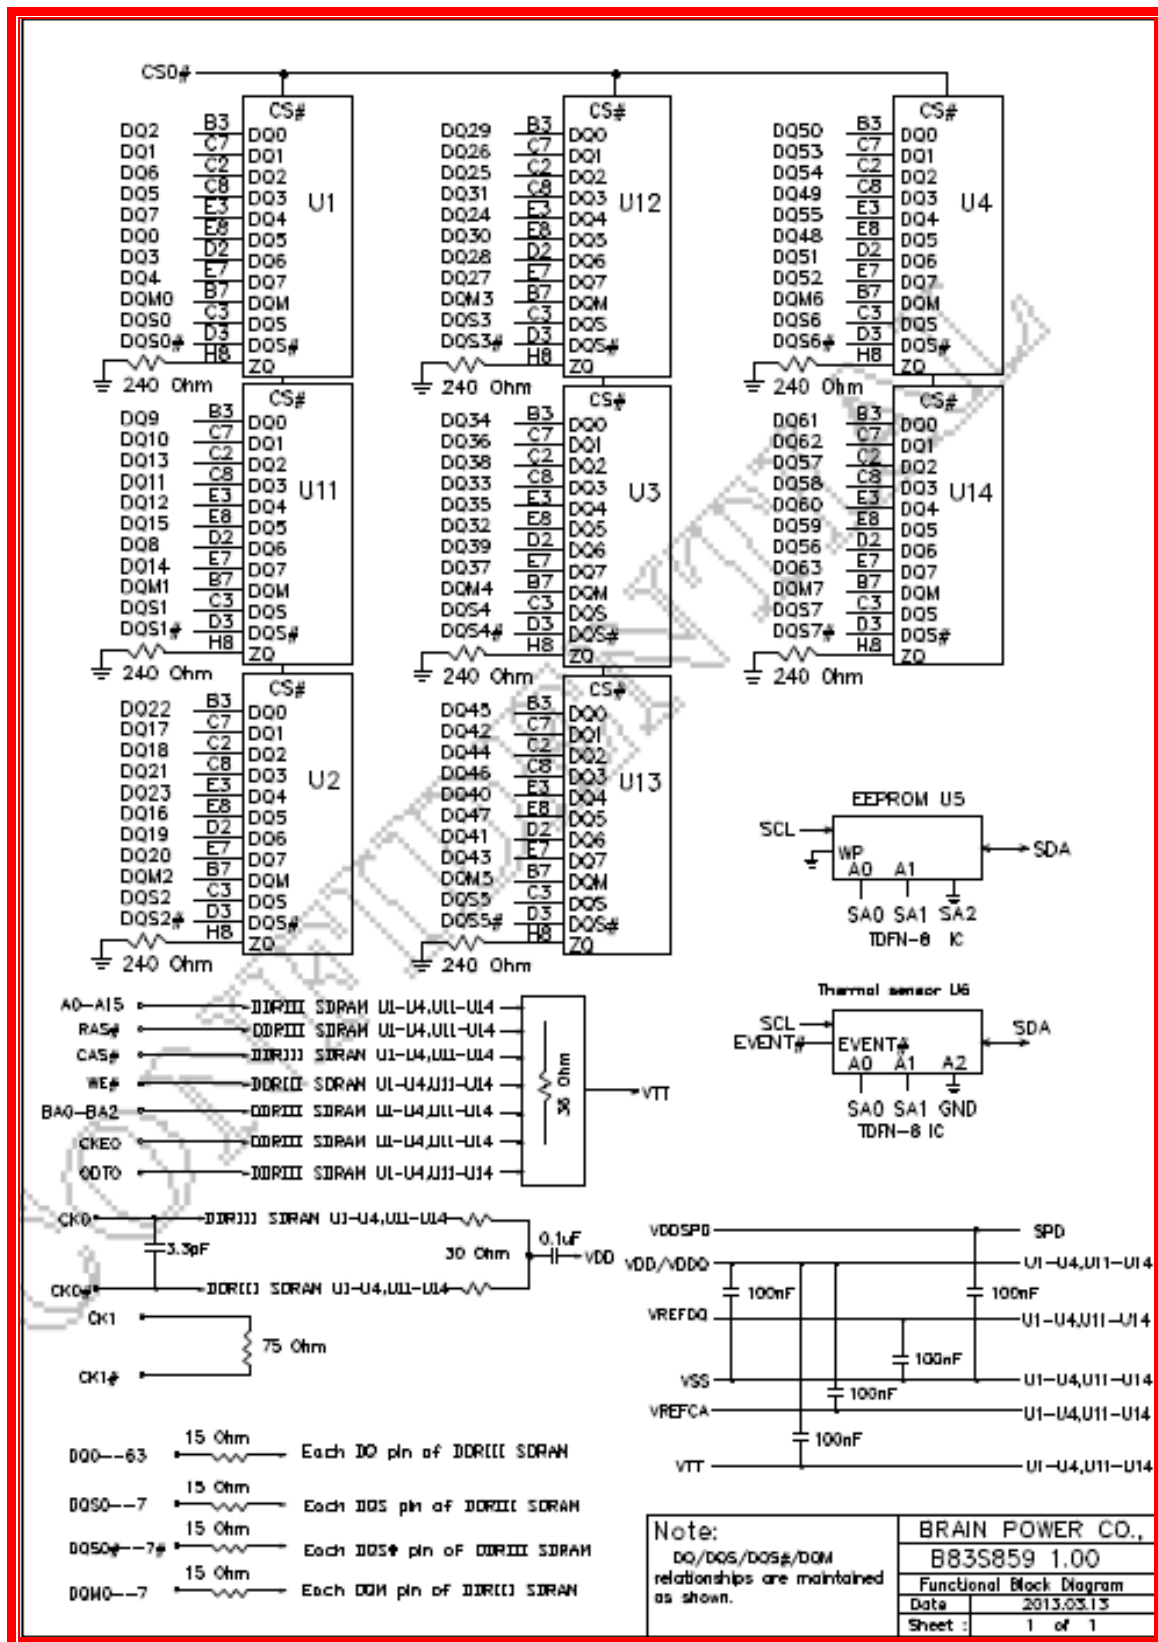 CS0#
CS#
DQ2 B3 DQ0
DQ1 C7 DQ1
DQ6 C2 DQ2
DQ5 C8 DQ3
U1
DQ7 E3 DQ4
DQ0 E8 DQ5
DQ3 D2 DQ6
DQ4 E7 DQ7
DQM0 B7 DQM
DQS0 C3 DQS
DQS0# D3 DQS#
H8 ZQ
240 Ohm
CS#
DQ29 B3 DQ0
DQ26 C7 DQ1
DQ25 C2 DQ2
DQ31 C8 DQ3
U12
DQ24 E3 DQ4
DQ30 E8 DQ5
DQ28 D2 DQ6
DQ27 E7 DQ7
DQM3 B7 DQM
DQS3 C3 DQS
DQS3# D3 DQS#
H8 ZQ
240 Ohm
CS#
DQ50 B3 DQ0
DQ53 C7 DQ1
DQ54 C2 DQ2
DQ49 C8 DQ3
U4
DQ55 E3 DQ4
DQ48 E8 DQ5
DQ51 D2 DQ6
DQ52 E7 DQ7
DQM6 B7 DQM
DQS6 C3 DQS
DQS6# D3 DQS#
H8 ZQ
240 Ohm
CS#
DQ9 B3 DQ0
DQ10 C7 DQ1
DQ13 C2 DQ2
DQ11 C8 DQ3
U11
DQ12 E3 DQ4
DQ15 E8 DQ5
DQ8 D2 DQ6
DQ14 E7 DQ7
DQM1 B7 DQM
DQS1 C3 DQS
DQS1# D3 DQS#
H8 ZQ
240 Ohm
CS#
DQ34 B3 DQ0
DQ36 C7 DQ1
DQ38 C2 DQ2
DQ33 C8 DQ3
U3
DQ35 E3 DQ4
DQ32 E8 DQ5
DQ39 D2 DQ6
DQ37 E7 DQ7
DQM4 B7 DQM
DQS4 C3 DQS
DQS4# D3 DQS#
H8 ZQ
240 Ohm
CS#
DQ61 B3 DQ0
DQ62 C7 DQ1
DQ57 C2 DQ2
DQ58 C8 DQ3
U14
DQ60 E3 DQ4
DQ59 E8 DQ5
DQ56 D2 DQ6
DQ63 E7 DQ7
DQM7 B7 DQM
DQS7 C3 DQS
DQS7# D3 DQS#
H8 ZQ
240 Ohm
CS#
DQ22 B3 DQ0
DQ17 C7 DQ1
DQ18 C2 DQ2
DQ21 C8 DQ3
U2
DQ23 E3 DQ4
DQ16 E8 DQ5
DQ19 D2 DQ6
DQ20 E7 DQ7
DQM2 B7 DQM
DQS2 C3 DQS
DQS2# D3 DQS#
H8 ZQ
240 Ohm
CS#
DQ45 B3 DQ0
DQ42 C7 DQ1
DQ44 C2 DQ2
DQ46 C8 DQ3
U13
DQ40 E3 DQ4
DQ47 E8 DQ5
DQ41 D2 DQ6
DQ43 E7 DQ7
DQM5 B7 DQM
DQS5 C3 DQS
DQS5# D3 DQS#
H8 ZQ
240 Ohm
EEPROM U5
SCL
WP
SDA
A0 A1
SA0 SA1 SA2
TDFN-8 IC
Thermal sensor U6
SCL
EVENT#
EVENT#
SDA
A0 A1 A2
SA0 SA1 GND
TDFN-8 IC
A0-A15 DDRIII SDRAM U1-U4,U11-U14
RAS# DDRIII SDRAM U1-U4,U11-U14
CAS# DDRIII SDRAM U1-U4,U11-U14
WE# DDRIII SDRAM U1-U4,U11-U14
BA0-BA2 DDRIII SDRAM U1-U4,U11-U14
CKE0 DDRIII SDRAM U1-U4,U11-U14
ODT0 DDRIII SDRAM U1-U4,U11-U14
36 Ohm
VTT
CK0 DDRIII SDRAM U1-U4,U11-U14
3.3pF
30 Ohm
0.1uF
VDD
CK0# DDRIII SDRAM U1-U4,U11-U14
CK1
75 Ohm
CK1#
VDDSPD SPD
VDD/VDDQ U1-U4,U11-U14
100nF
100nF
VREFDQ U1-U4,U11-U14
100nF
VSS U1-U4,U11-U14
100nF
VREFCA U1-U4,U11-U14
100nF
VTT U1-U4,U11-U14
DQ0--63 15 Ohm Each DQ pin of DDRIII SDRAM
DQS0--7 15 Ohm Each DQS pin of DDRIII SDRAM
DQS0#--7# 15 Ohm Each DQS# pin of DDRIII SDRAM
DQM0--7 15 Ohm Each DQM pin of DDRIII SDRAM
Note:
DQ/DQS/DQS#/DQM
relationships are maintained
as shown.
BRAIN POWER CO.,
B83S859 1.00
Functional Block Diagram
Date 2013.03.13
Sheet : 1 of 1
CONFIDENTIAL